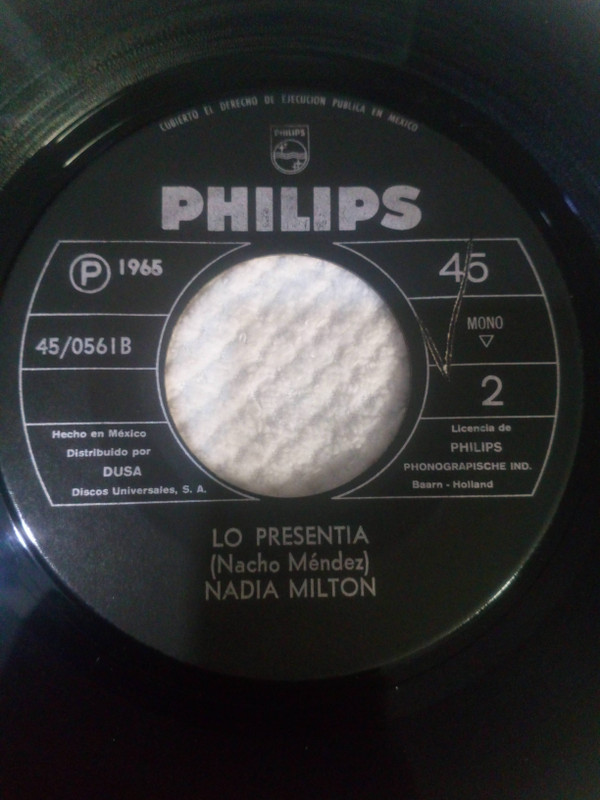 CUBIERTO EL DERECHO DE EJECUCION PUBLICA EN MEXICO
PHILIPS
PHILIPS
P 1965
45/0561B
Hecho en México
Distribuido por
DUSA
Discos Universales, S. A.
45
MONO
2
Licencia de
PHILIPS
PHONOGRAPISCHE IND.
Baarn - Holland
LO PRESENTIA
(Nacho Méndez)
NADIA MILTON